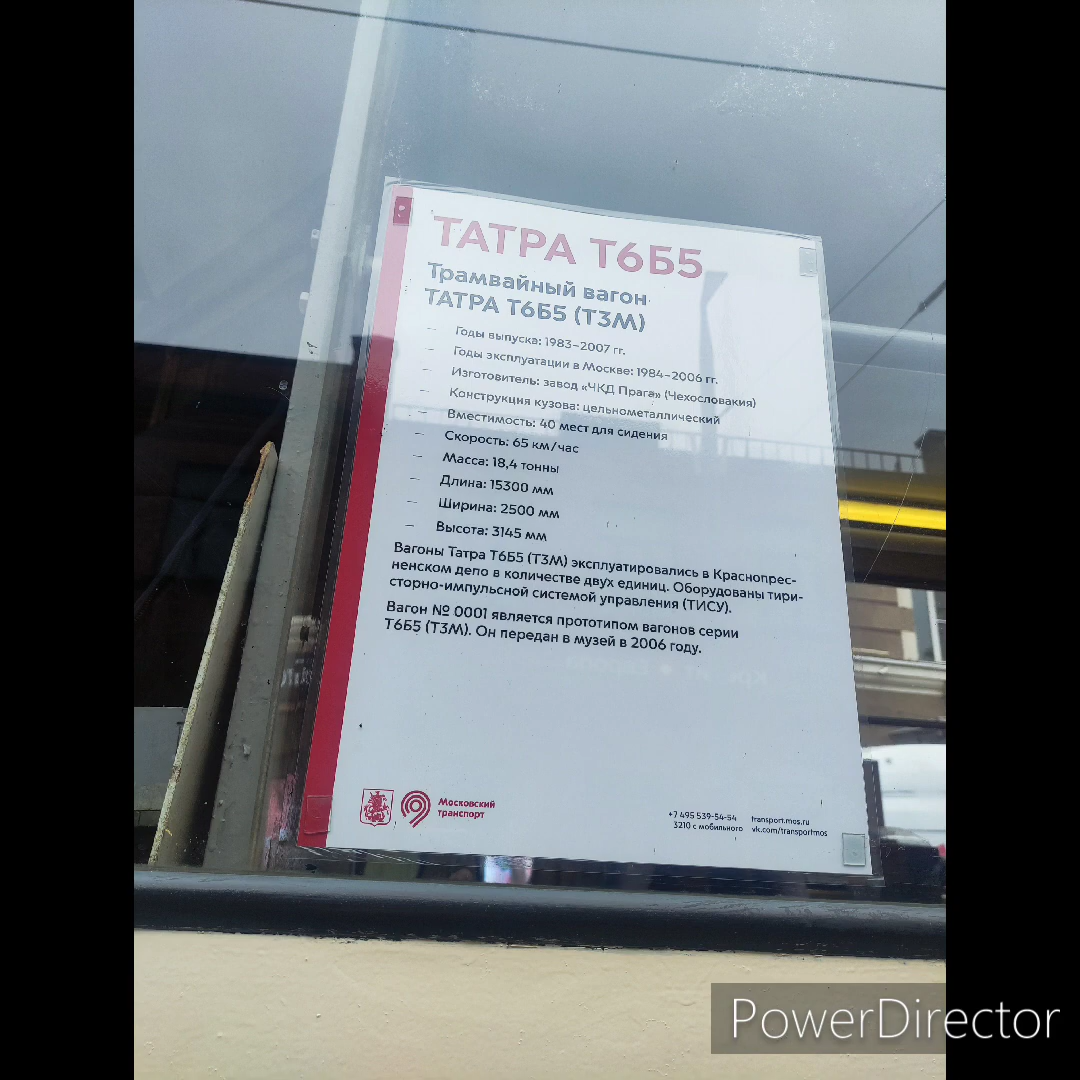 ТАТРА Т6Б5
Трамвайный вагон
ТАТРА Т6Б5 (Т3М)
– Годы выпуска: 1983–2007 гг.
– Годы эксплуатации в Москве: 1984–2006 гг.
– Изготовитель: завод «ЧКД Прага» (Чехословакия)
– Конструкция кузова: цельнометаллический
– Вместимость: 40 мест для сидения
– Скорость: 65 км/час
– Масса: 18,4 тонны
– Длина: 15300 мм
– Ширина: 2500 мм
– Высота: 3145 мм
Вагоны Татра Т6Б5 (Т3М) эксплуатировались в Краснопрес-
ненском депо в количестве двух единиц. Оборудованы тири-
сторно-импульсной системой управления (ТИСУ).
Вагон № 0001 является прототипом вагонов серии
Т6Б5 (Т3М). Он передан в музей в 2006 году.
Московский
транспорт
+7 495 539-54-54 transport.mos.ru
3210 с мобильного vk.com/transportmos
PowerDirector